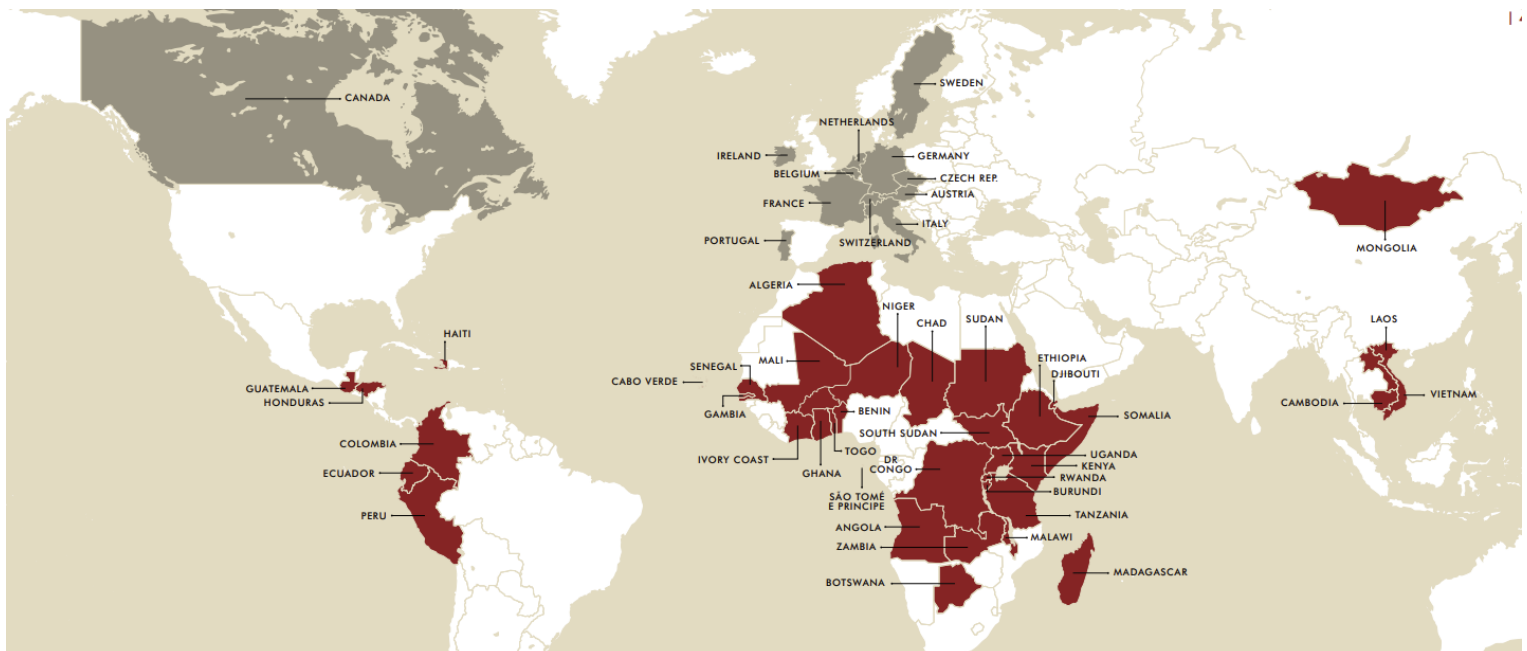 | 4
CANADA
SWEDEN
NETHERLANDS
IRELAND
GERMANY
BELGIUM
CZECH REP.
AUSTRIA
FRANCE
ITALY
PORTUGAL
SWITZERLAND
MONGOLIA
ALGERIA
NIGER
CHAD
SUDAN
LAOS
HAITI
MALI
ETHIOPIA
SENEGAL
DJIBOUTI
CABO VERDE
GUATEMALA
HONDURAS
GAMBIA
BENIN
SOMALIA
CAMBODIA
VIETNAM
COLOMBIA
SOUTH SUDAN
IVORY COAST
TOGO
UGANDA
GHANA
DR
CONGO
KENYA
ECUADOR
RWANDA
BURUNDI
SÃO TOMÉ
E PRINCIPE
PERU
TANZANIA
ANGOLA
MALAWI
ZAMBIA
MADAGASCAR
BOTSWANA